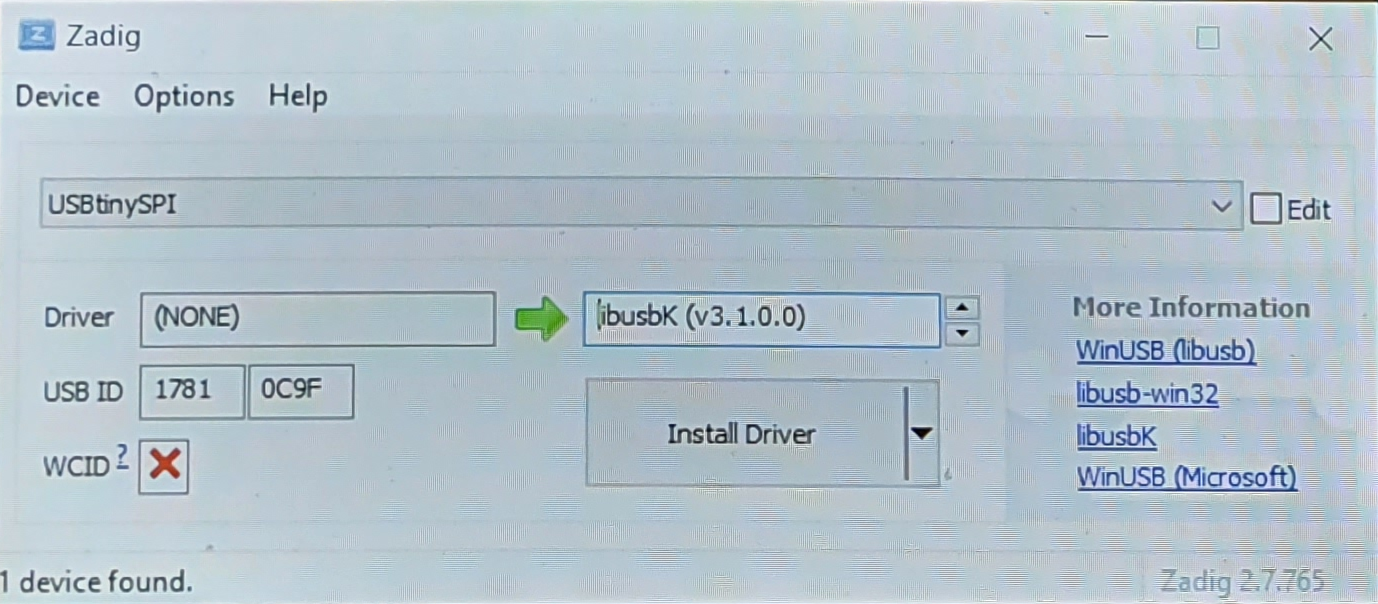 Zadig
Device Options Help
USBtinySPI
Edit
Driver (NONE) libusbK (v3.1.0.0)
USB ID 1781 0C9F
WCID ?
Install Driver
More Information
WinUSB (libusb)
libusb-win32
libusbK
WinUSB (Microsoft)
1 device found.
Zadig 2.7.765